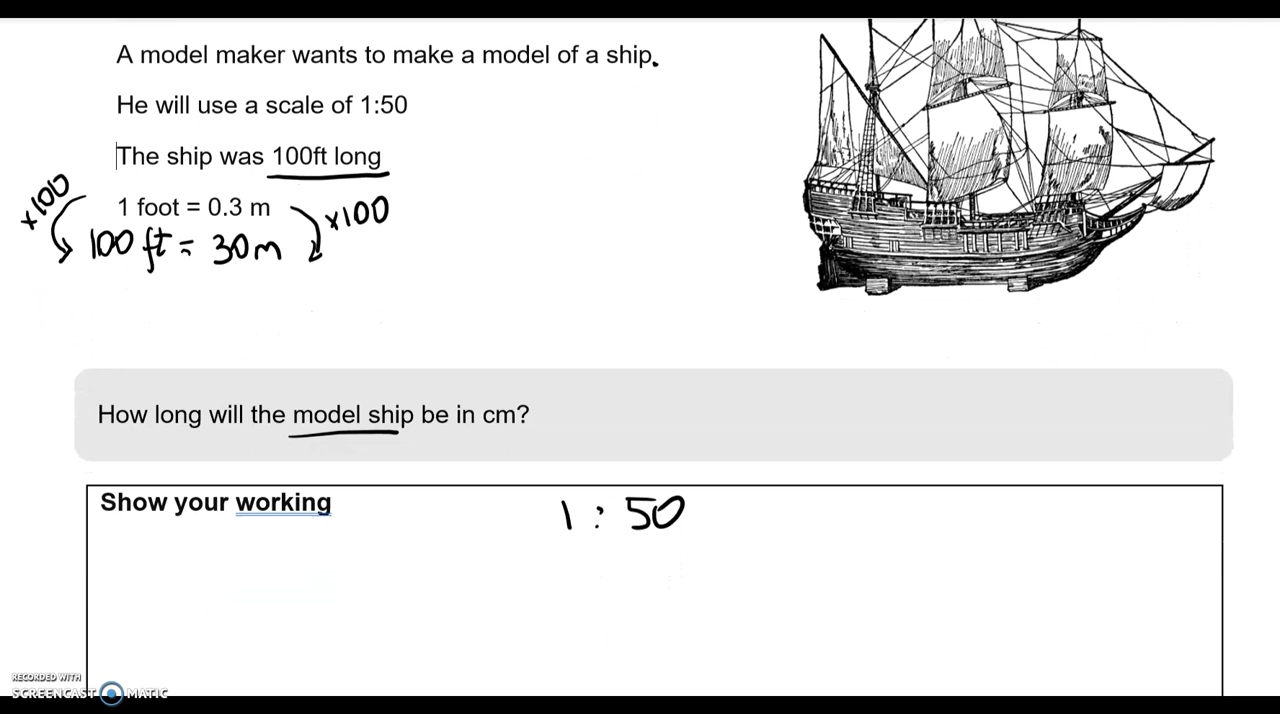 A model maker wants to make a model of a ship.
He will use a scale of 1:50
The ship was 100ft long
×100
1 foot = 0.3 m
×100
100 ft = 30m
How long will the model ship be in cm?
Show your working
1 : 50
RECORDED WITH
SCREENCAST-O-MATIC